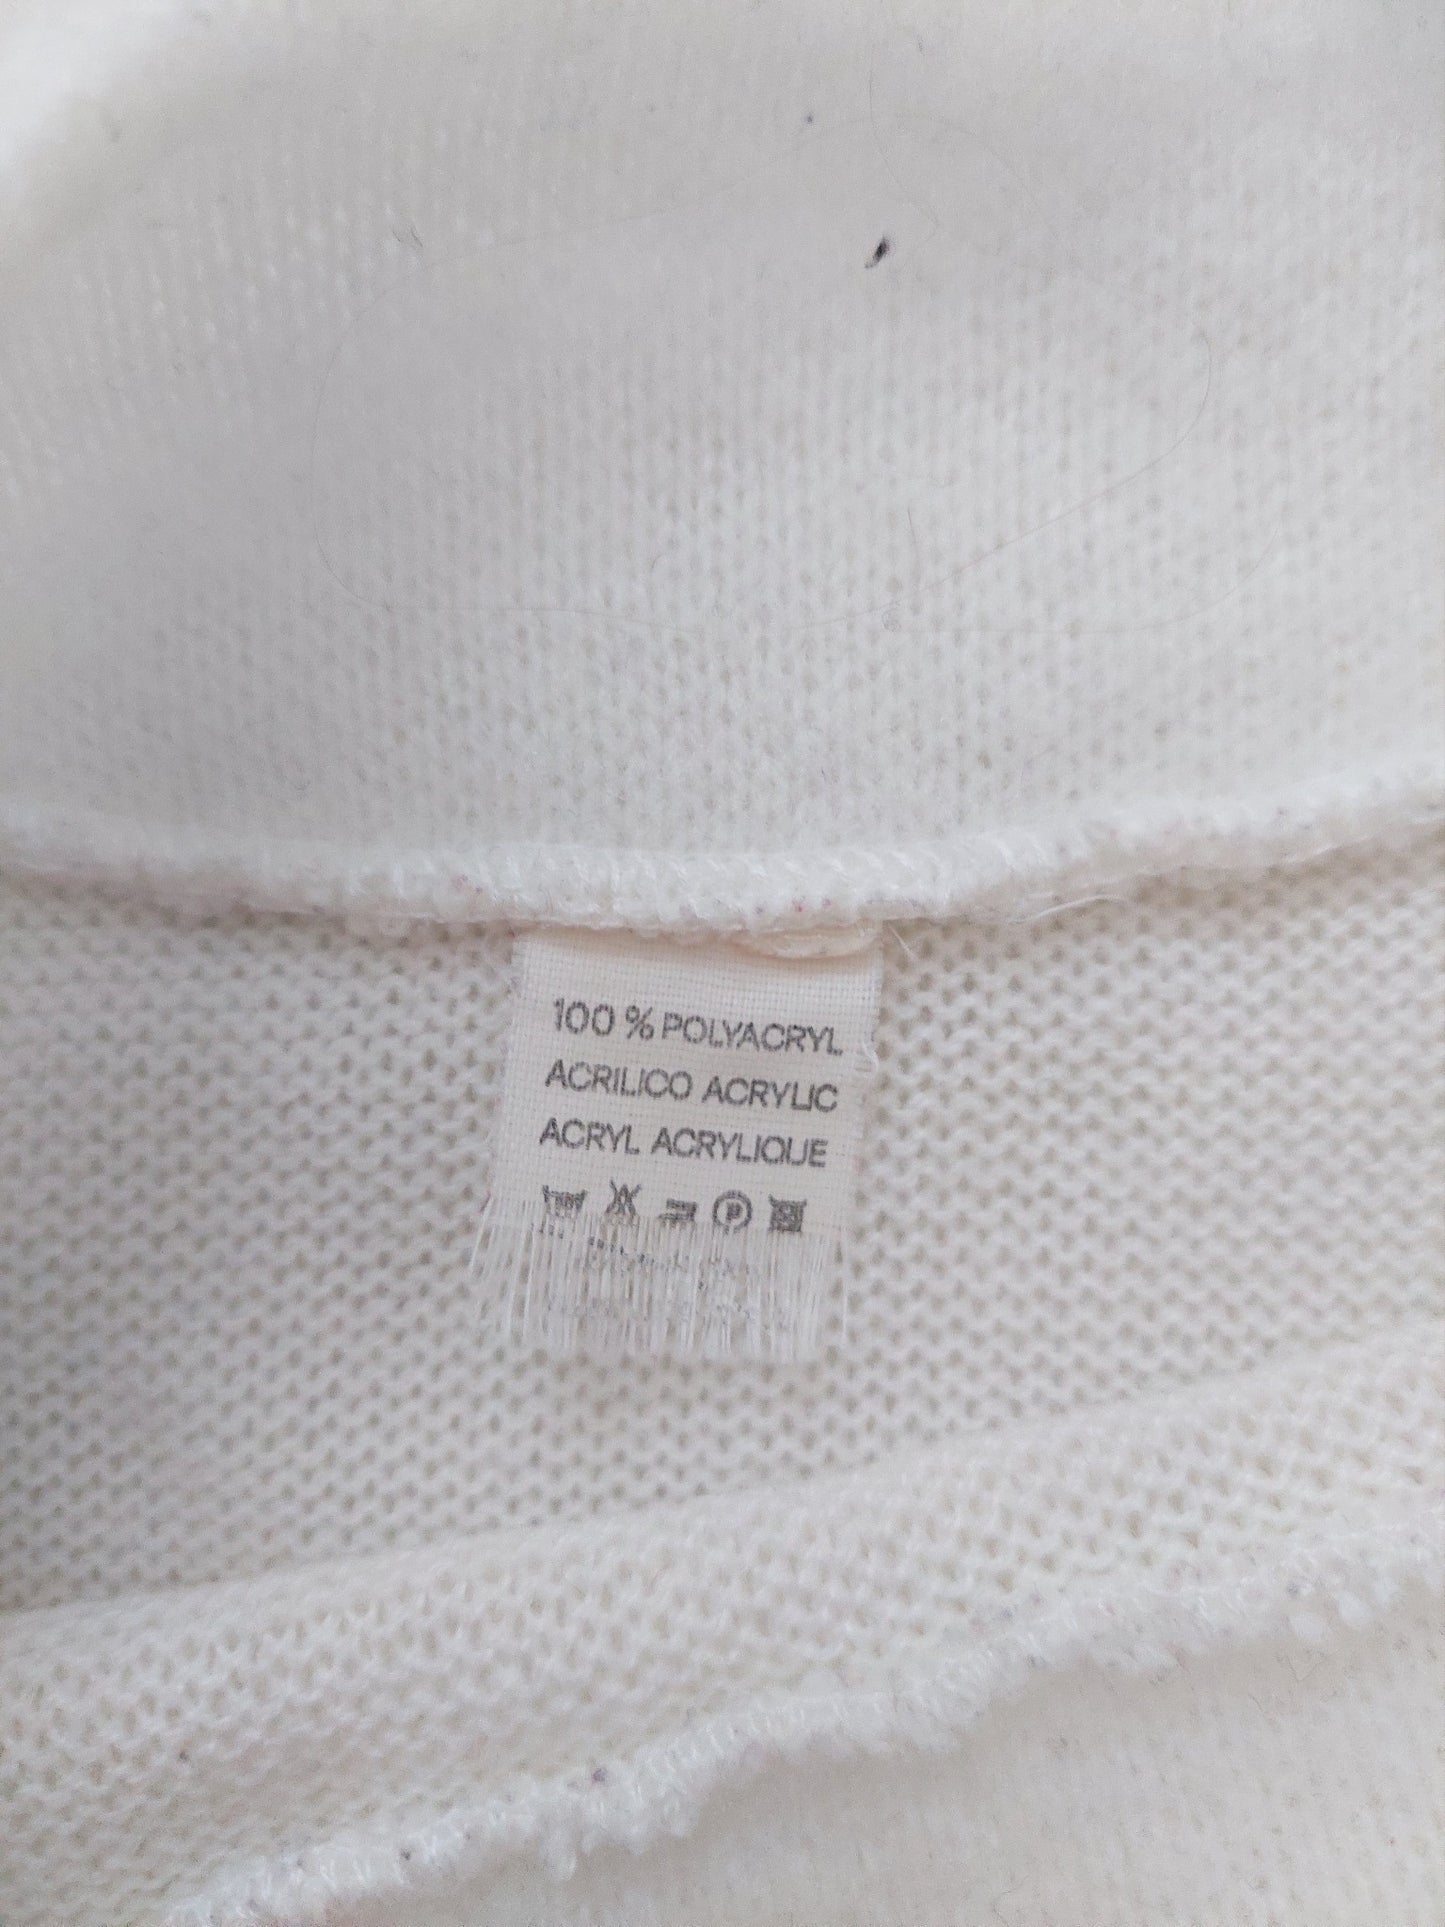 100 % POLYACRYL
ACRILICO ACRYLIC
ACRYL ACRYLIQUE
P